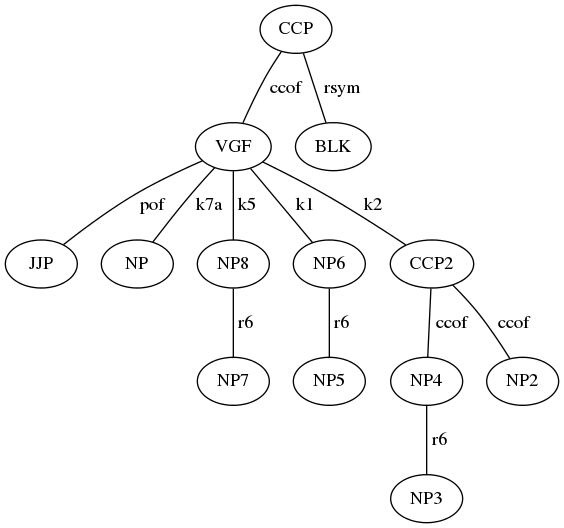 CCP
ccof rsym
VGF BLK
pof k7a k5 k1 k2
JJP NP NP8 NP6 CCP2
r6 r6 ccof ccof
NP7 NP5 NP4 NP2
r6
NP3